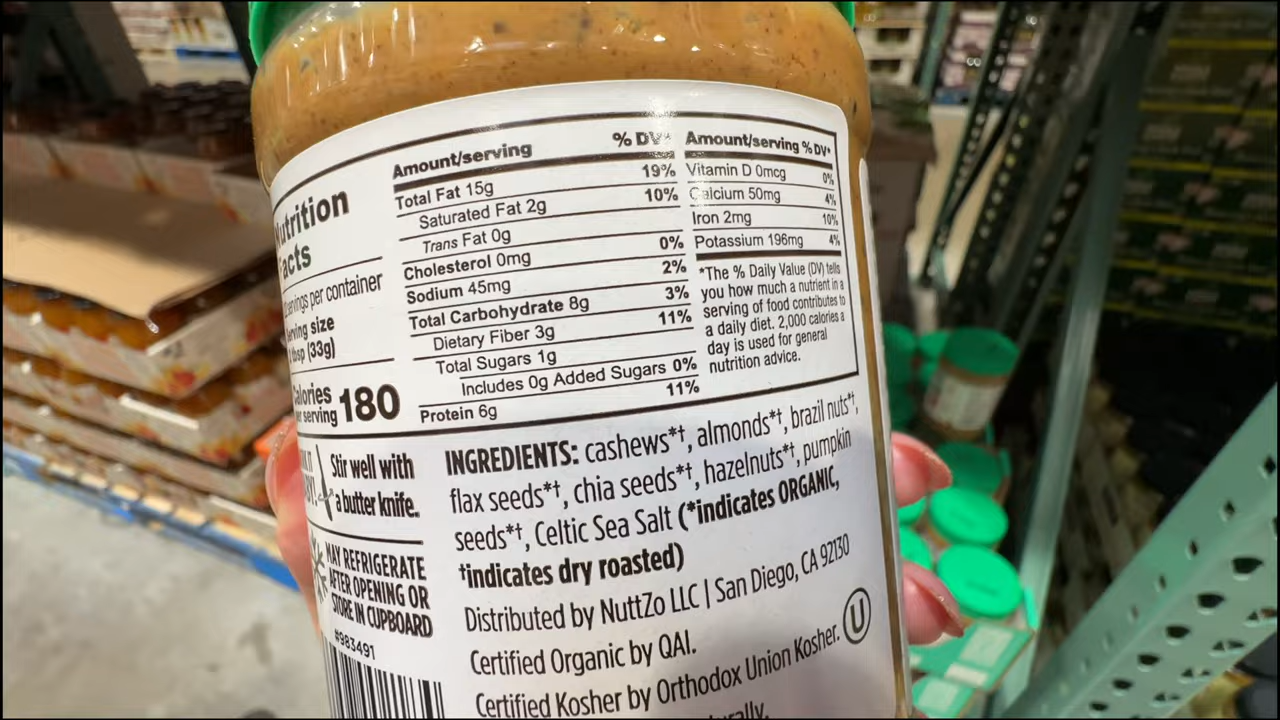 Nutrition
Facts
servings per container
serving size
tbsp (33g)
Calories
per serving 180
Amount/serving % DV*
Total Fat 15g 19%
Saturated Fat 2g 10%
Trans Fat 0g
Cholesterol 0mg 0%
Sodium 45mg 2%
Total Carbohydrate 8g 3%
Dietary Fiber 3g 11%
Total Sugars 1g
Includes 0g Added Sugars 0%
Protein 6g 11%
Amount/serving % DV*
Vitamin D 0mcg 0%
Calcium 50mg 4%
Iron 2mg 10%
Potassium 196mg 4%
*The % Daily Value (DV) tells
you how much a nutrient in a
serving of food contributes to
a daily diet. 2,000 calories a
day is used for general
nutrition advice.
Stir well with
a butter knife.
MAY REFRIGERATE
AFTER OPENING OR
STORE IN CUPBOARD
#983491
INGREDIENTS: cashews*†, almonds*†, brazil nuts*†,
flax seeds*†, chia seeds*†, hazelnuts*†, pumpkin
seeds*†, Celtic Sea Salt (*indicates ORGANIC,
†indicates dry roasted)
Distributed by NuttZo LLC | San Diego, CA 92130
Certified Organic by QAI.
Certified Kosher by Orthodox Union Kosher. U